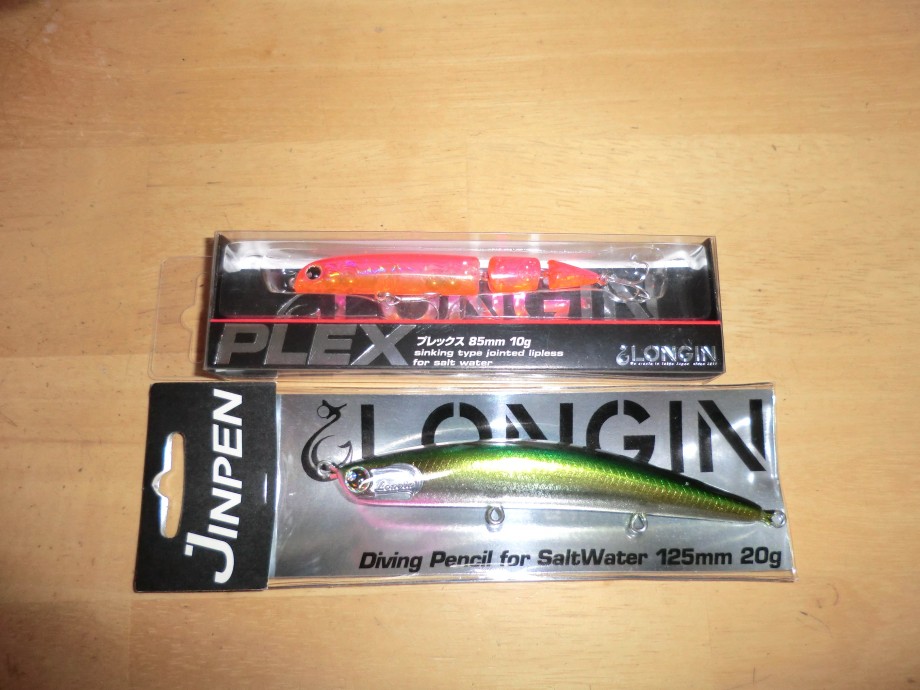 LONGIN
PLEX
プレックス 85mm 10g
sinking type jointed lipless
for salt water
LONGIN
JINPEN
LONGIN
Longin
Diving Pencil for SaltWater 125mm 20g